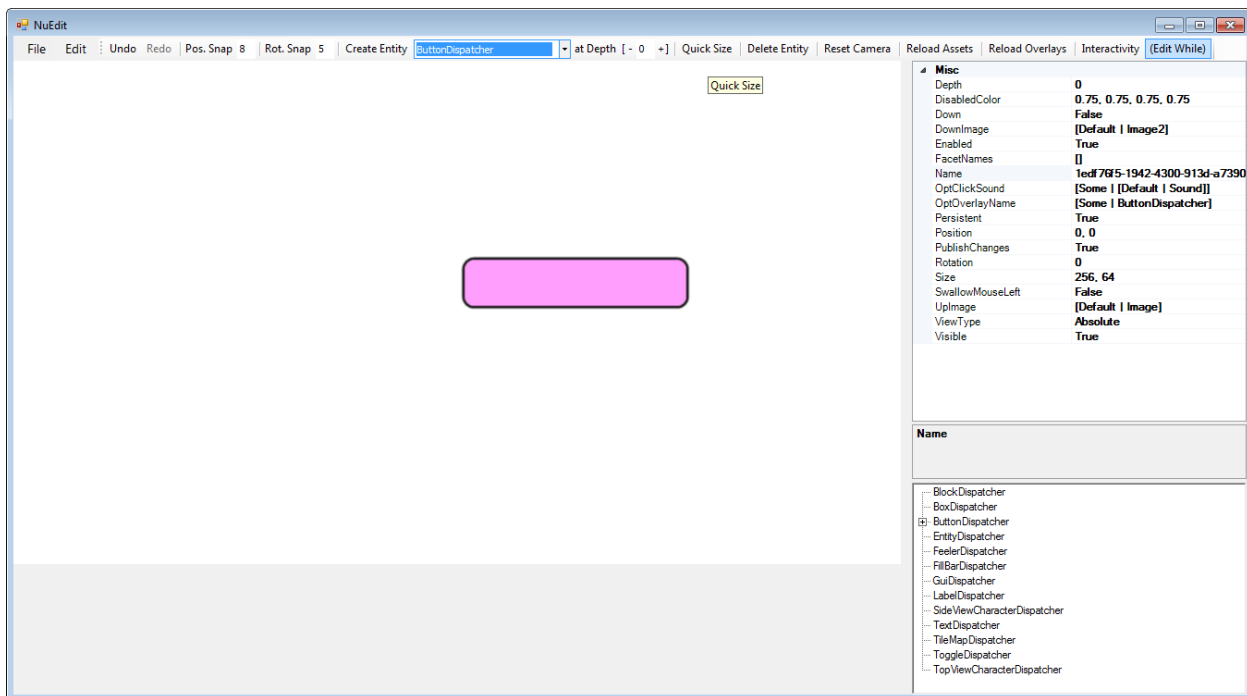 NuEdit
File Edit Undo Redo Pos. Snap 8 Rot. Snap 5 Create Entity ButtonDispatcher at Depth [ - 0 +] Quick Size Delete Entity Reset Camera Reload Assets Reload Overlays Interactivity (Edit While)
Quick Size
Misc
Depth 0
DisabledColor 0.75, 0.75, 0.75, 0.75
Down False
DownImage [Default | Image2]
Enabled True
FacetNames []
Name 1edf76f5-1942-4300-913d-a7390
OptClickSound [Some | [Default | Sound]]
OptOverlayName [Some | ButtonDispatcher]
Persistent True
Position 0, 0
PublishChanges True
Rotation 0
Size 256, 64
SwallowMouseLeft False
UpImage [Default | Image]
ViewType Absolute
Visible True
Name
BlockDispatcher
BoxDispatcher
ButtonDispatcher
EntityDispatcher
FeelerDispatcher
FillBarDispatcher
GuiDispatcher
LabelDispatcher
SideViewCharacterDispatcher
TextDispatcher
TileMapDispatcher
ToggleDispatcher
TopViewCharacterDispatcher